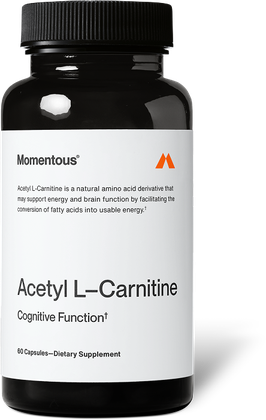 Momentous®
Acetyl L-Carnitine is a natural amino acid derivative that
may support energy and brain function by facilitating the
conversion of fatty acids into usable energy.†
Acetyl L–Carnitine
Cognitive Function†
60 Capsules—Dietary Supplement